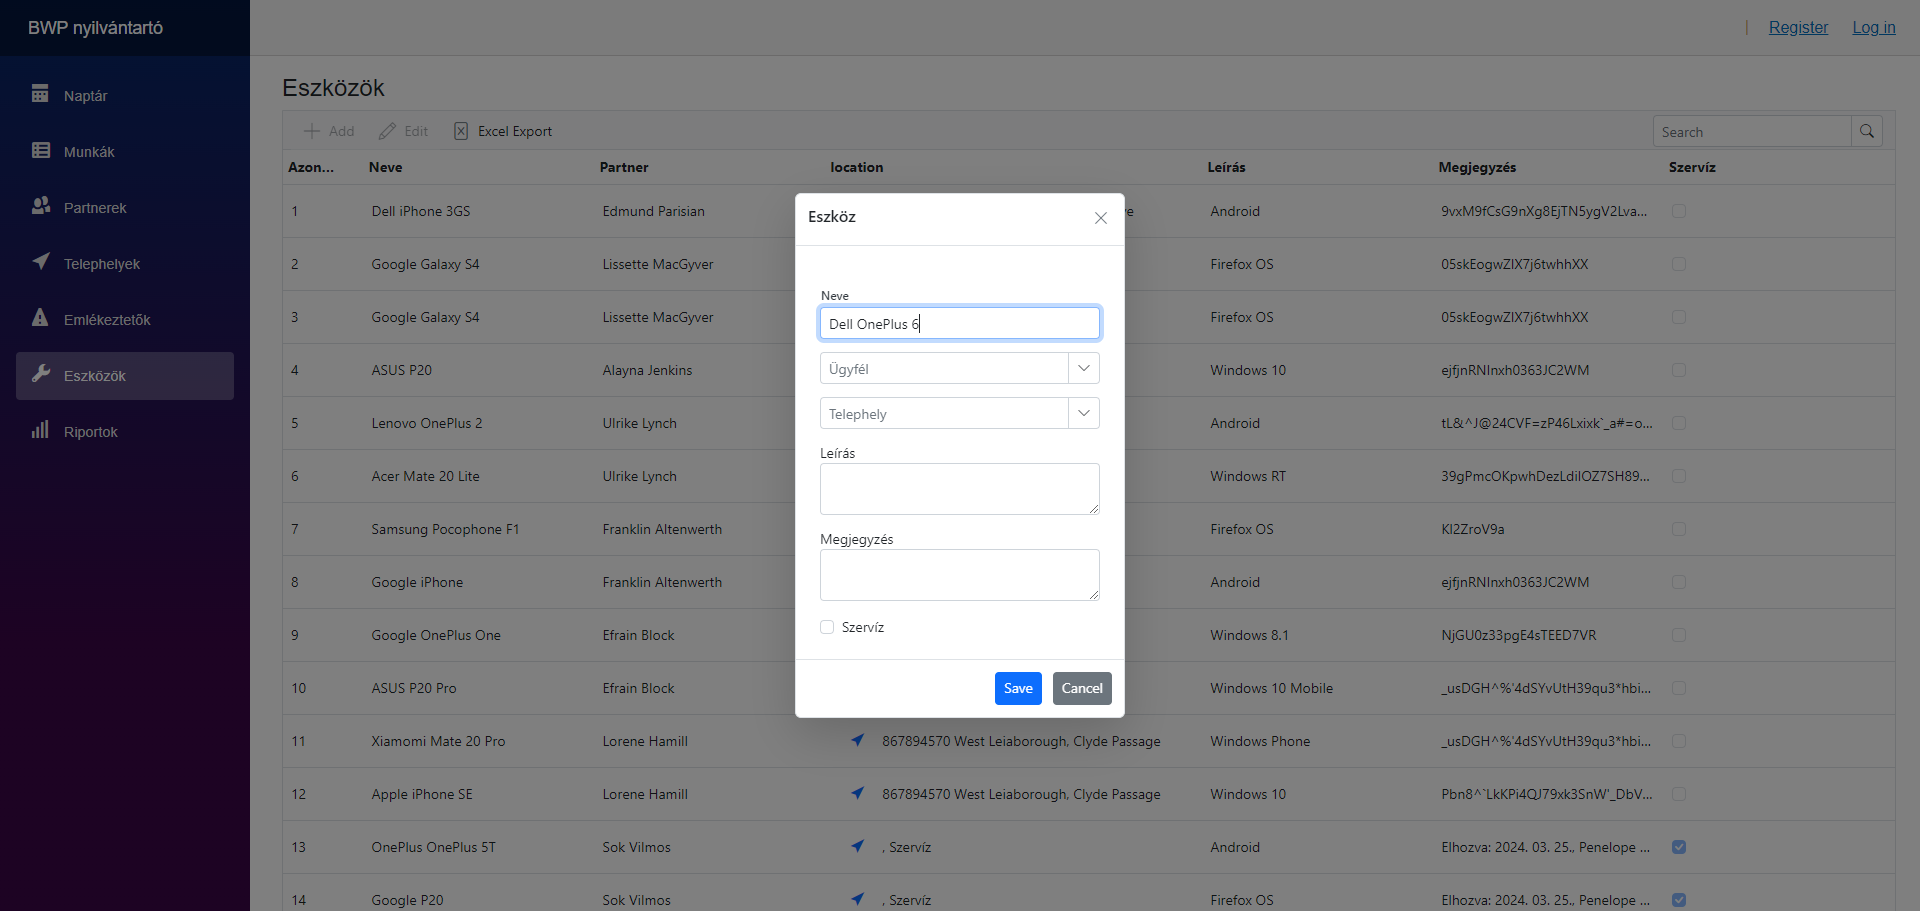 BWP nyilvántartó
Register Log in
Naptár
Munkák
Partnerek
Telephelyek
Emlékeztetők
Eszközök
Riportok
Eszközök
Add Edit Excel Export Search
Azon... Neve Partner location Leírás Megjegyzés Szervíz
1 Dell iPhone 3GS Edmund Parisian Android 9vxM9fCsG9nXg8EjTN5ygV2Lva...
2 Google Galaxy S4 Lissette MacGyver Firefox OS 05skEogwZIX7j6twhhXX
3 Google Galaxy S4 Lissette MacGyver Firefox OS 05skEogwZIX7j6twhhXX
4 ASUS P20 Alayna Jenkins Windows 10 ejfjnRNInxh0363JC2WM
5 Lenovo OnePlus 2 Ulrike Lynch Android tL&^J@24CVF=zP46Lxixk`_a#=o...
6 Acer Mate 20 Lite Ulrike Lynch Windows RT 39gPmcOKpwhDezLdiIOZ7SH89...
7 Samsung Pocophone F1 Franklin Altenwerth Firefox OS KI2ZroV9a
8 Google iPhone Franklin Altenwerth Android ejfjnRNInxh0363JC2WM
9 Google OnePlus One Efrain Block Windows 8.1 NjGU0z33pgE4sTEED7VR
10 ASUS P20 Pro Efrain Block Windows 10 Mobile _usDGH^%'4dSYvUtH39qu3*hbi...
11 Xiamomi Mate 20 Pro Lorene Hamill 867894570 West Leiaborough, Clyde Passage Windows Phone _usDGH^%'4dSYvUtH39qu3*hbi...
12 Apple iPhone SE Lorene Hamill 867894570 West Leiaborough, Clyde Passage Windows 10 Pbn8^`LkKPi4QJ79xk3SnW'_DbV...
13 OnePlus OnePlus 5T Sok Vilmos , Szervíz Android Elhozva: 2024. 03. 25., Penelope ...
14 Google P20 Sok Vilmos , Szervíz Firefox OS Elhozva: 2024. 03. 25., Penelope ...
Eszköz
Neve
Dell OnePlus 6
Ügyfél
Telephely
Leírás
Megjegyzés
Szervíz
Save Cancel